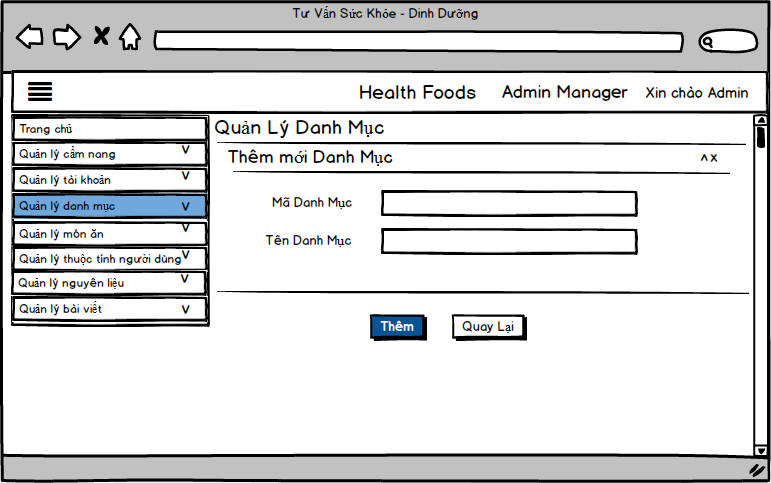 Tư Vấn Sức Khỏe - Dinh Dưỡng
Health Foods Admin Manager Xin chào Admin
Trang chủ
Quản lý cẩm nang
Quản lý tài khoản
Quản lý danh mục
Quản lý món ăn
Quản lý thuộc tính người dùng
Quản lý nguyên liệu
Quản lý bài viết
Quản Lý Danh Mục
Thêm mới Danh Mục
Mã Danh Mục
Tên Danh Mục
Thêm Quay Lại